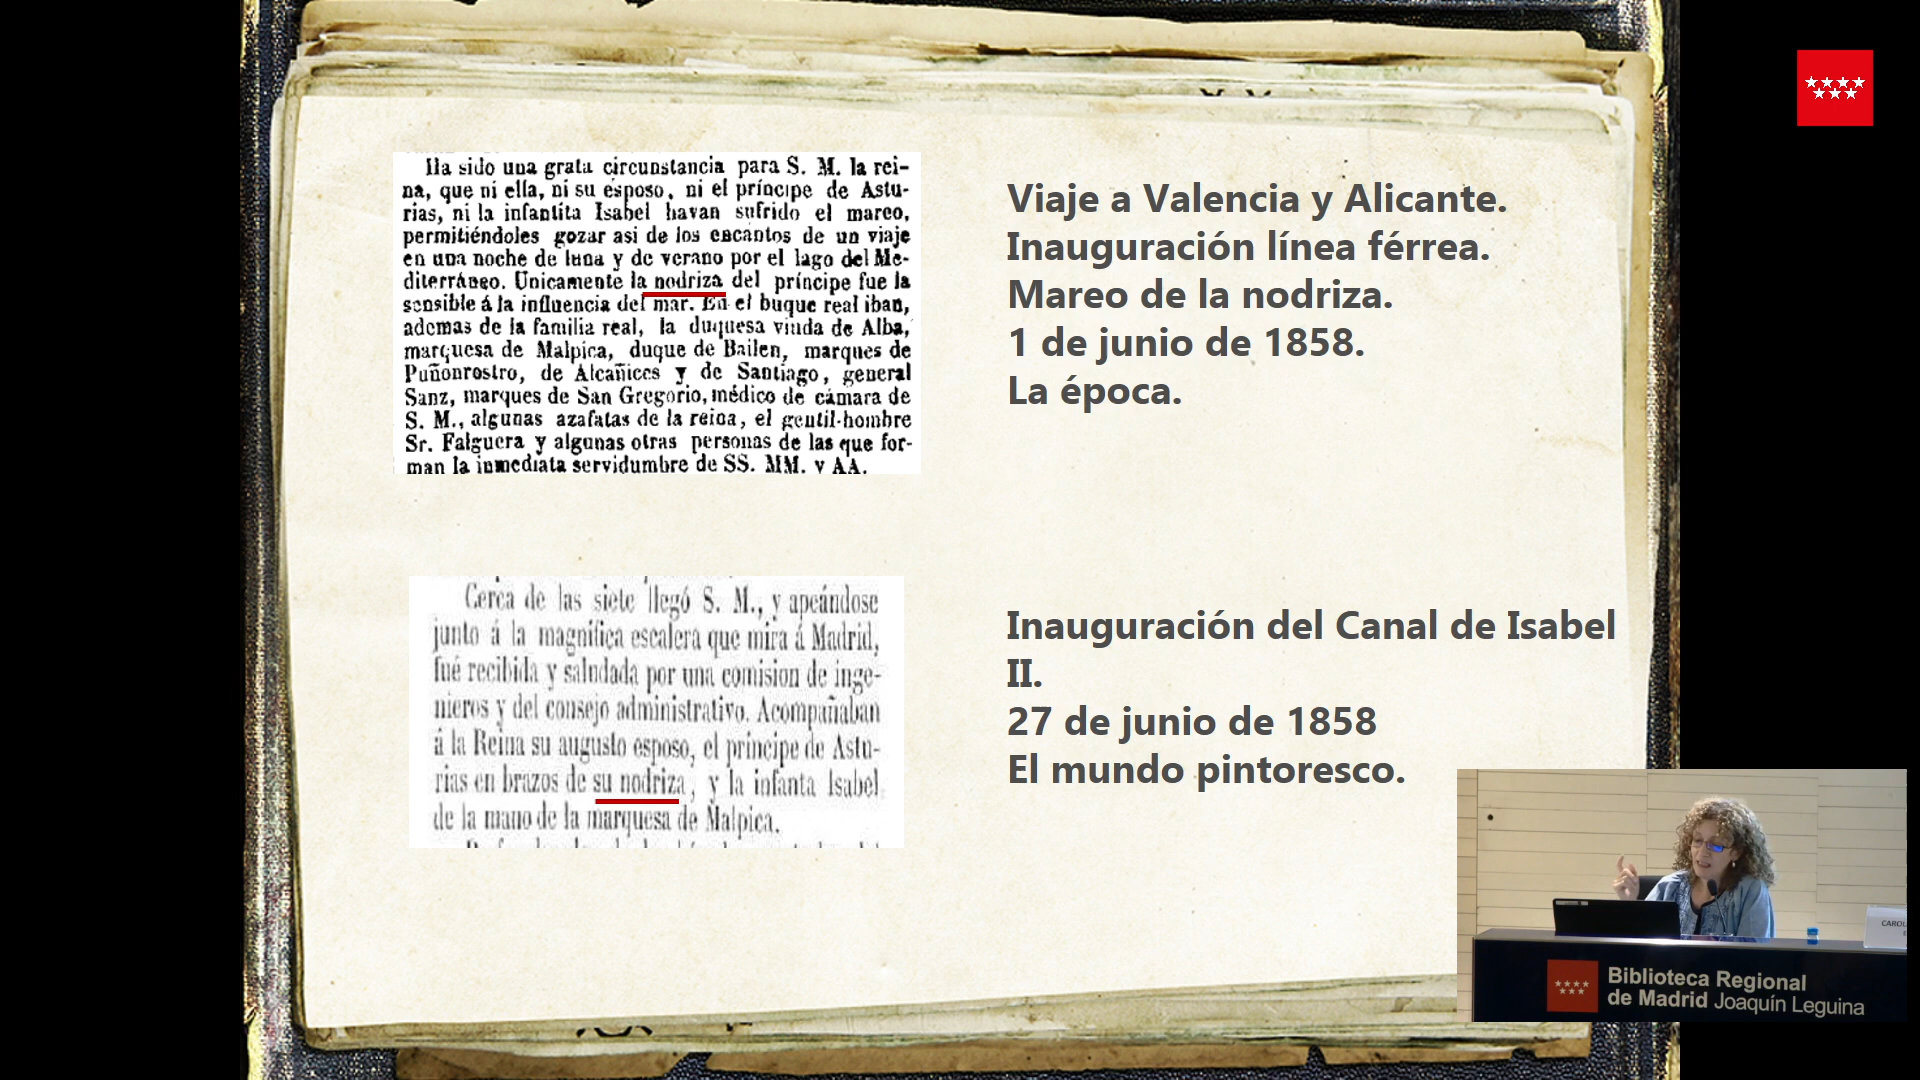 Ha sido una grata circunstancia para S. M. la rei-
na, que ni ella, ni su esposo, ni el príncipe de Astu-
rias, ni la infantita Isabel hayan sufrido el mareo,
permitiéndoles gozar asi de los encantos de un viaje
en una noche de luna y de verano por el lago del Me-
diterráneo. Unicamente la nodriza del príncipe fue la
sensible á la influencia del mar. En el buque real iban,
ademas de la familia real, la duquesa viuda de Alba,
marquesa de Malpica, duque de Bailen, marques de
Puñonrostro, de Alcañices y de Santiago, general
Sanz, marques de San Gregorio, médico de cámara de
S. M., algunas azafatas de la reina, el gentil-hombre
Sr. Falguera y algunas otras personas de las que for-
man la inmediata servidumbre de SS. MM. y AA.
Viaje a Valencia y Alicante.
Inauguración línea férrea.
Mareo de la nodriza.
1 de junio de 1858.
La época.
Cerca de las siete llegó S. M., y apeándose
junto á la magnífica escalera que mira á Madrid,
fué recibida y saludada por una comision de inge-
nieros y del consejo administrativo. Acompañaban
á la Reina su augusto esposo, el príncipe de Astu-
rias en brazos de su nodriza, y la infanta Isabel
de la mano de la marquesa de Malpica.
Inauguración del Canal de Isabel
II.
27 de junio de 1858
El mundo pintoresco.
Biblioteca Regional
de Madrid Joaquín Leguina